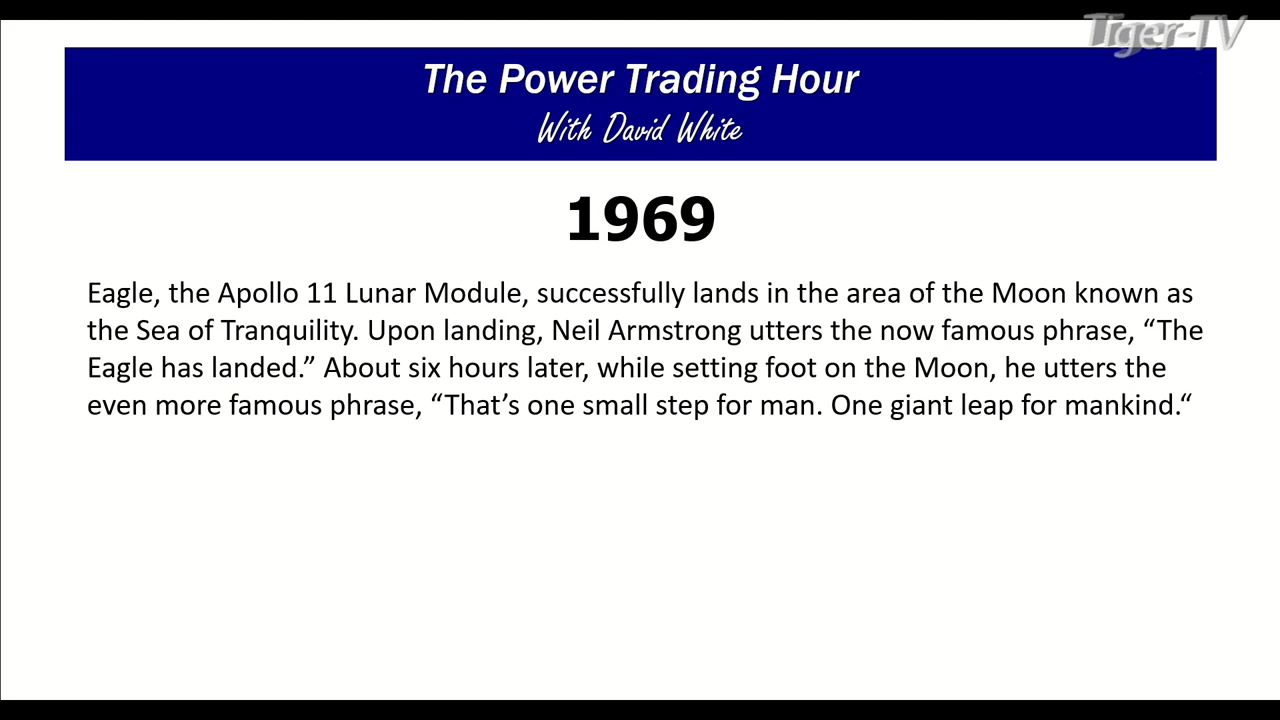 Tiger-TV
The Power Trading Hour
With David White
1969
Eagle, the Apollo 11 Lunar Module, successfully lands in the area of the Moon known as
the Sea of Tranquility. Upon landing, Neil Armstrong utters the now famous phrase, “The
Eagle has landed.” About six hours later, while setting foot on the Moon, he utters the
even more famous phrase, “That’s one small step for man. One giant leap for mankind.“